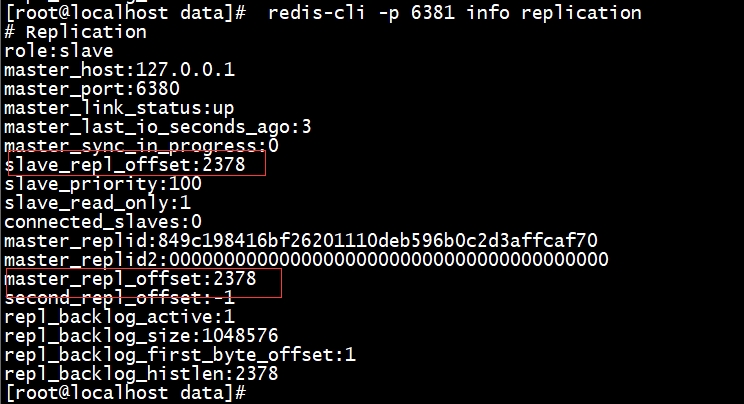 [root@localhost data]#  redis-cli -p 6381 info replication
# Replication
role:slave
master_host:127.0.0.1
master_port:6380
master_link_status:up
master_last_io_seconds_ago:3
master_sync_in_progress:0
slave_repl_offset:2378
slave_priority:100
slave_read_only:1
connected_slaves:0
master_replid:849c198416bf26201110deb596b0c2d3affcaf70
master_replid2:0000000000000000000000000000000000000000
master_repl_offset:2378
second_repl_offset:-1
repl_backlog_active:1
repl_backlog_size:1048576
repl_backlog_first_byte_offset:1
repl_backlog_histlen:2378
[root@localhost data]#